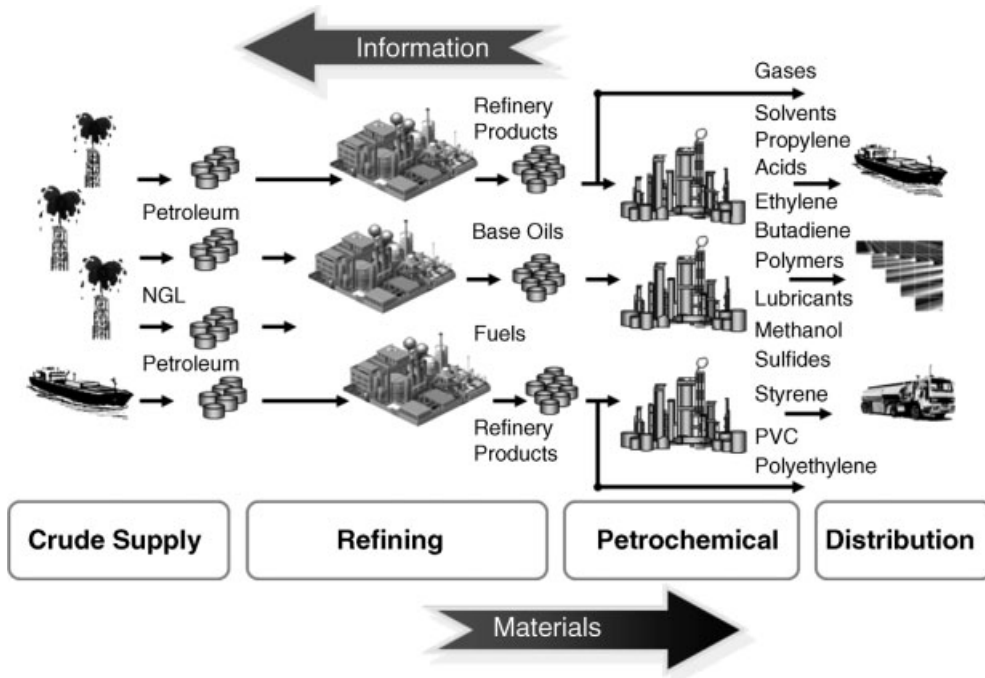 Information
Gases
Refinery
Products
Solvents
Propylene
Acids
Ethylene
Butadiene
Petroleum
Base Oils
Polymers
NGL
Lubricants
Fuels
Methanol
Petroleum
Sulfides
Styrene
Refinery
Products
PVC
Polyethylene
Crude Supply
Refining
Petrochemical
Distribution
Materials